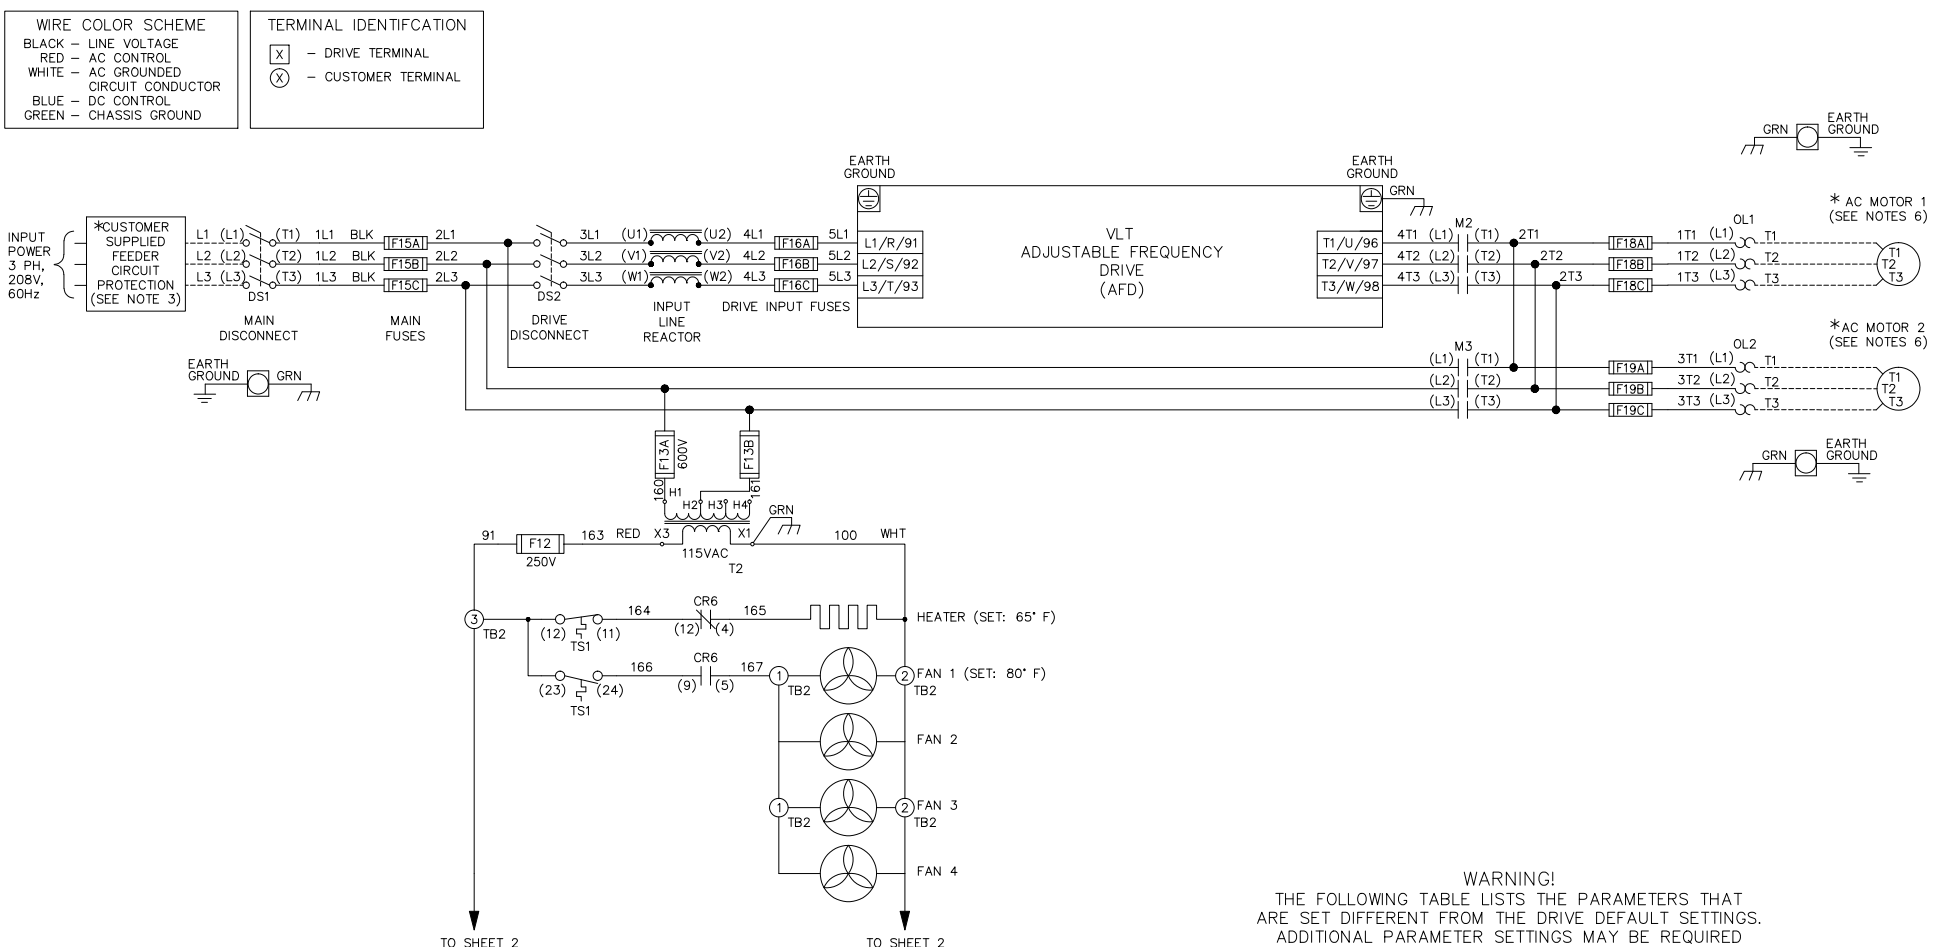 WIRE COLOR SCHEME
BLACK – LINE VOLTAGE
RED – AC CONTROL
WHITE – AC GROUNDED
CIRCUIT CONDUCTOR
BLUE – DC CONTROL
GREEN – CHASSIS GROUND
TERMINAL IDENTIFCATION
X – DRIVE TERMINAL
X – CUSTOMER TERMINAL
GRN
EARTH
GROUND
INPUT
POWER
3 PH,
208V,
60Hz
*CUSTOMER
SUPPLIED
FEEDER
CIRCUIT
PROTECTION
(SEE NOTE 3)
L1 (L1) (T1) 1L1 BLK F15A 2L1
L2 (L2) (T2) 1L2 BLK F15B 2L2
L3 (L3) (T3) 1L3 BLK F15C 2L3
DS1
MAIN
DISCONNECT
MAIN
FUSES
3L1 (U1) (U2) 4L1 F16A 5L1
3L2 (V1) (V2) 4L2 F16B 5L2
3L3 (W1) (W2) 4L3 F16C 5L3
DS2
DRIVE
DISCONNECT
INPUT
LINE
REACTOR
DRIVE INPUT FUSES
EARTH
GROUND
L1/R/91
L2/S/92
L3/T/93
VLT
ADJUSTABLE FREQUENCY
DRIVE
(AFD)
EARTH
GROUND
GRN
T1/U/96
T2/V/97
T3/W/98
M2
4T1 (L1) (T1) 2T1 F18A 1T1 (L1) T1
4T2 (L2) (T2) 2T2 F18B 1T2 (L2) T2
4T3 (L3) (T3) 2T3 F18C 1T3 (L3) T3
OL1
* AC MOTOR 1
(SEE NOTES 6)
T1
T2
T3
M3
(L1) (T1) F19A 3T1 (L1) T1
(L2) (T2) F19B 3T2 (L2) T2
(L3) (T3) F19C 3T3 (L3) T3
OL2
*AC MOTOR 2
(SEE NOTES 6)
T1
T2
T3
EARTH
GROUND
GRN
GRN
EARTH
GROUND
F13A
600V
F13B
160
161
H1
H2 H3 H4
GRN
91 F12 163 RED X3 X1 100 WHT
250V
115VAC
T2
3
TB2
(12) (11) 164 CR6 165
TS1
(12) (4)
HEATER (SET: 65° F)
(23) (24) 166 CR6 167
TS1
(9) (5)
1
TB2
2
TB2
FAN 1 (SET: 80° F)
FAN 2
1
TB2
2
TB2
FAN 3
FAN 4
TO SHEET 2
TO SHEET 2
WARNING!
THE FOLLOWING TABLE LISTS THE PARAMETERS THAT
ARE SET DIFFERENT FROM THE DRIVE DEFAULT SETTINGS.
ADDITIONAL PARAMETER SETTINGS MAY BE REQUIRED